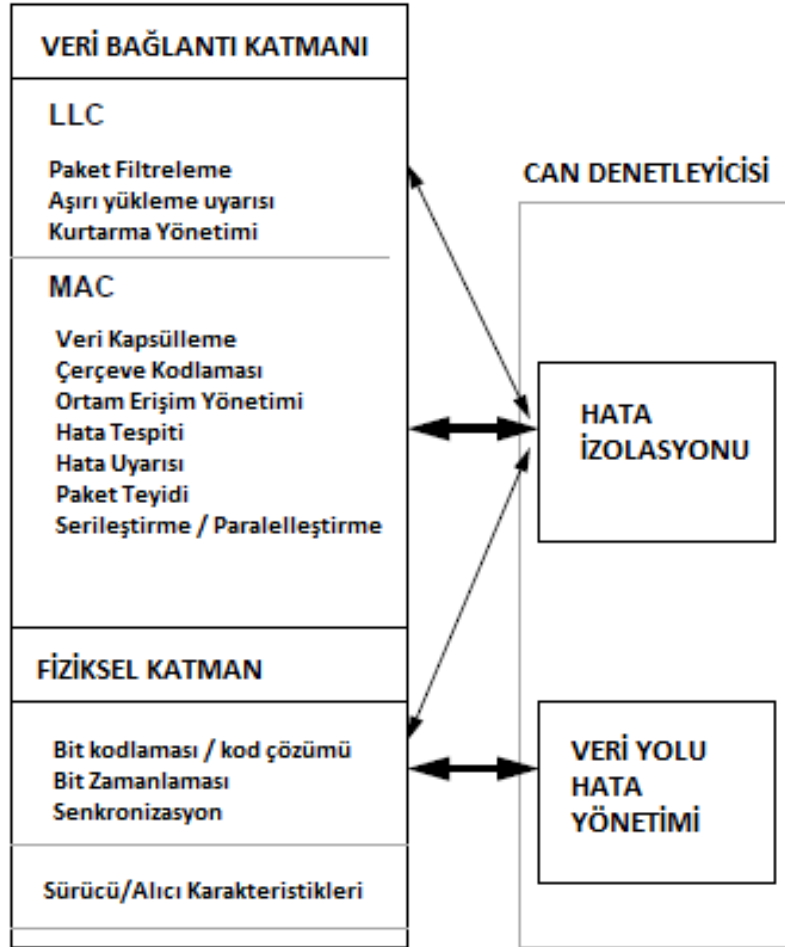 VERİ BAĞLANTI KATMANI
LLC
Paket Filtreleme
Aşırı yükleme uyarısı
Kurtarma Yönetimi
MAC
Veri Kapsülleme
Çerçeve Kodlaması
Ortam Erişim Yönetimi
Hata Tespiti
Hata Uyarısı
Paket Teyidi
Serileştirme / Paralelleştirme
FİZİKSEL KATMAN
Bit kodlaması / kod çözümü
Bit Zamanlaması
Senkronizasyon
Sürücü/Alıcı Karakteristikleri
CAN DENETLEYİCİSİ
HATA
İZOLASYONU
VERİ YOLU
HATA
YÖNETİMİ